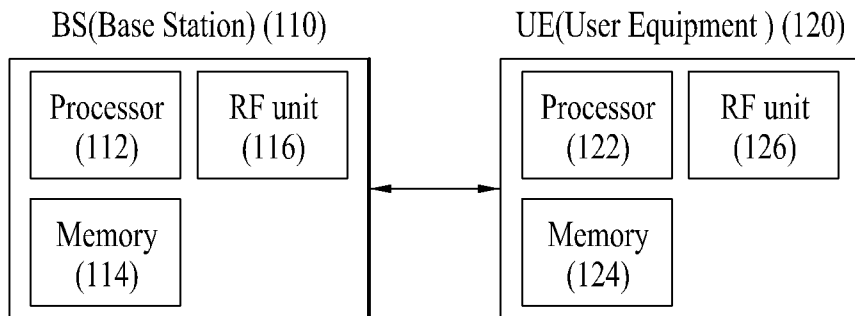 BS(Base Station) (110)
Processor
(112)
RF unit
(116)
Memory
(114)
UE(User Equipment ) (120)
Processor
(122)
RF unit
(126)
Memory
(124)